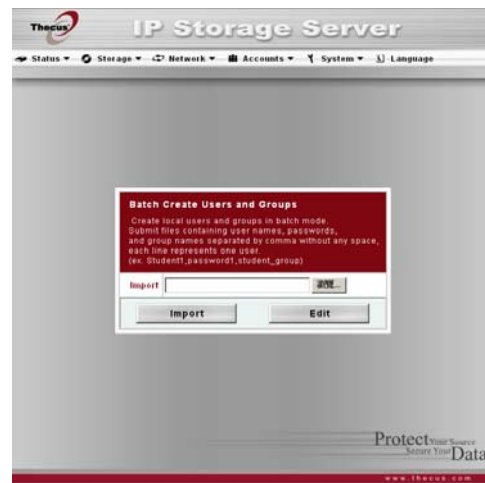 Thecus
IP Storage Server
Status Storage Network Accounts System Language
Batch Create Users and Groups
Create local users and groups in batch mode.
Submit files containing user names, passwords,
and group names separated by comma without any space,
each line represents one user.
(ex. Student1,password1,student_group)
Import 瀏覽...
Import Edit
Protect Your Source
Secure Your Data
www.thecus.com